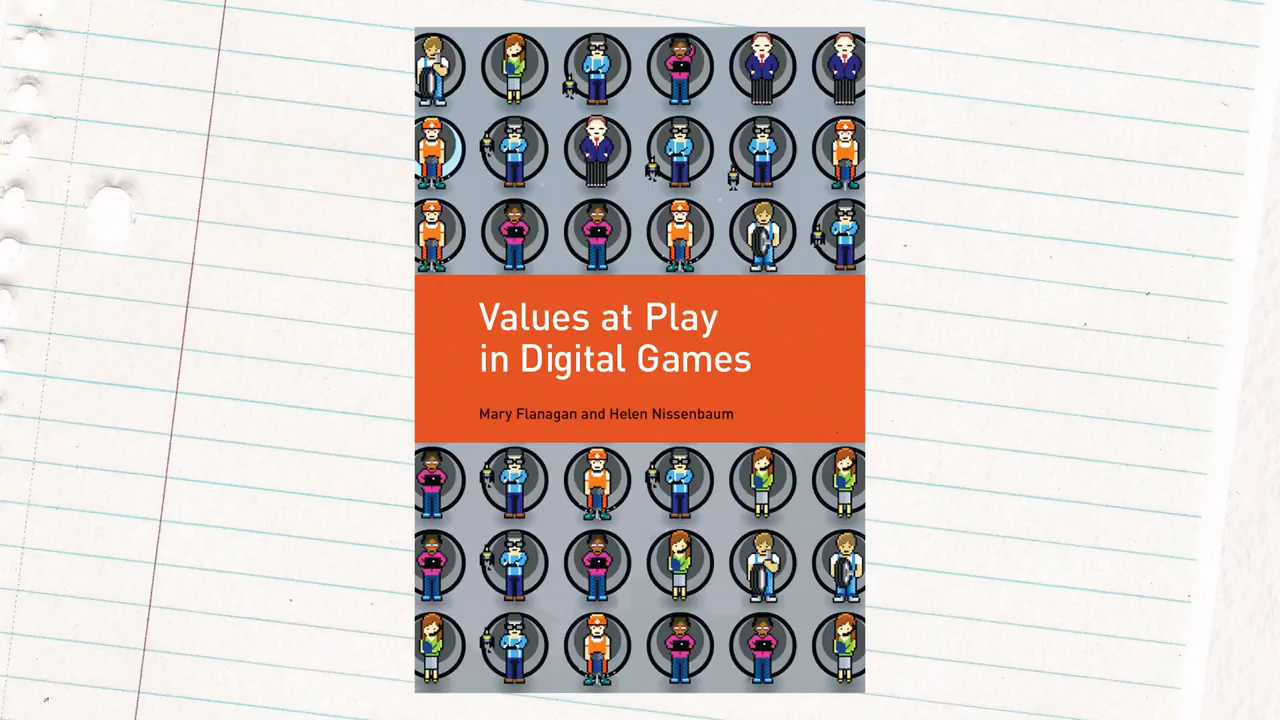 Values at Play
in Digital Games
Mary Flanagan and Helen Nissenbaum